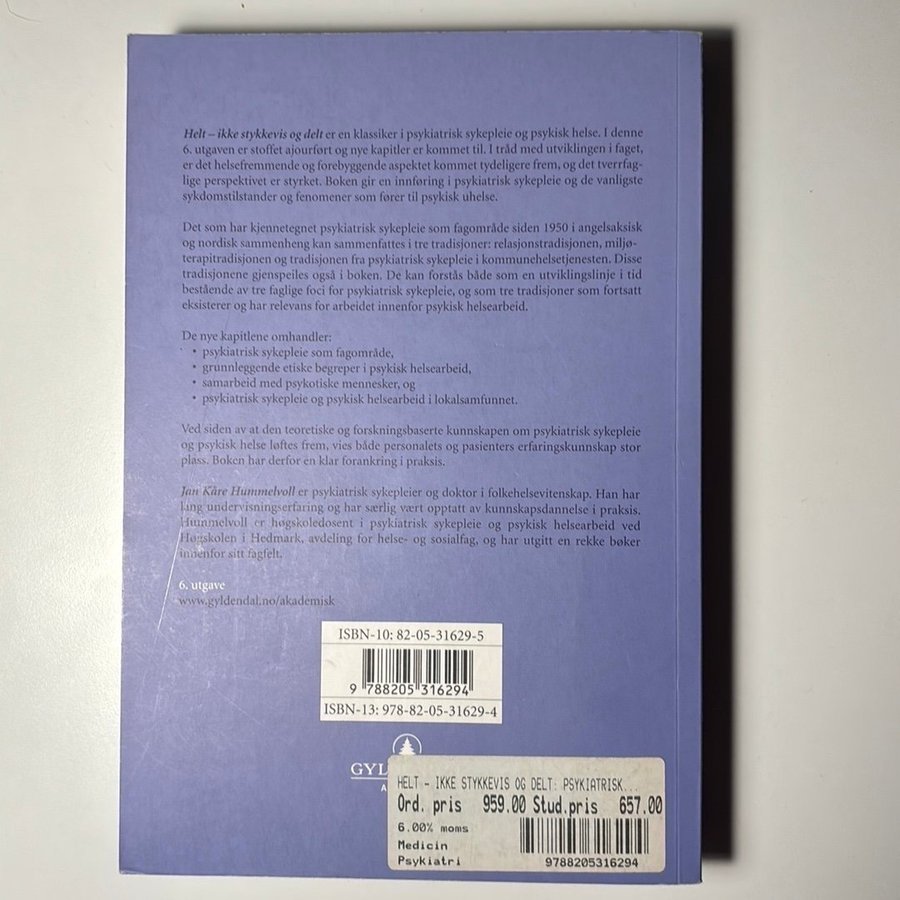 Helt – ikke stykkevis og delt er en klassiker i psykiatrisk sykepleie og psykisk helse. I denne
6. utgaven er stoffet ajourført og nye kapitler er kommet til. I tråd med utviklingen i faget,
er det helsefremmende og forebyggende aspektet kommet tydeligere frem, og det tverrfag-
lige perspektivet er styrket. Boken gir en innføring i psykiatrisk sykepleie og de vanligste
sykdomstilstander og fenomener som fører til psykisk uhelse.
Det som har kjennetegnet psykiatrisk sykepleie som fagområde siden 1950 i angelsaksisk
og nordisk sammenheng kan sammenfattes i tre tradisjoner: relasjonstradisjonen, miljø-
terapitradisjonen og tradisjonen fra psykiatrisk sykepleie i kommunehelsetjenesten. Disse
tradisjonene gjenspeiles også i boken. De kan forstås både som en utviklingslinje i tid
bestående av tre faglige foci for psykiatrisk sykepleie, og som tre tradisjoner som fortsatt
eksisterer og har relevans for arbeidet innenfor psykisk helsearbeid.
De nye kapitlene omhandler:
• psykiatrisk sykepleie som fagområde,
• grunnleggende etiske begreper i psykisk helsearbeid,
• samarbeid med psykotiske mennesker, og
• psykiatrisk sykepleie og psykisk helsearbeid i lokalsamfunnet.
Ved siden av at den teoretiske og forskningsbaserte kunnskapen om psykiatrisk sykepleie
og psykisk helse løftes frem, vies både personalets og pasienters erfaringskunnskap stor
plass. Boken har derfor en klar forankring i praksis.
Jan Kåre Hummelvoll er psykiatrisk sykepleier og doktor i folkehelsevitenskap. Han har
lang undervisningserfaring og har særlig vært opptatt av kunnskapsdannelse i praksis.
Hummelvoll er høgskoledosent i psykiatrisk sykepleie og psykisk helsearbeid ved
Høgskolen i Hedmark, avdeling for helse- og sosialfag, og har utgitt en rekke bøker
innenfor sitt fagfelt.
6. utgave
www.gyldendal.no/akademisk
ISBN-10: 82-05-31629-5
9 788205 316294
ISBN-13: 978-82-05-31629-4
GYL
A
HELT - IKKE STYKKEVIS OG DELT: PSYKIATRISK...
Ord. pris 959.00 Stud.pris 657.00
6.00% moms
Medicin
Psykiatri
9788205316294